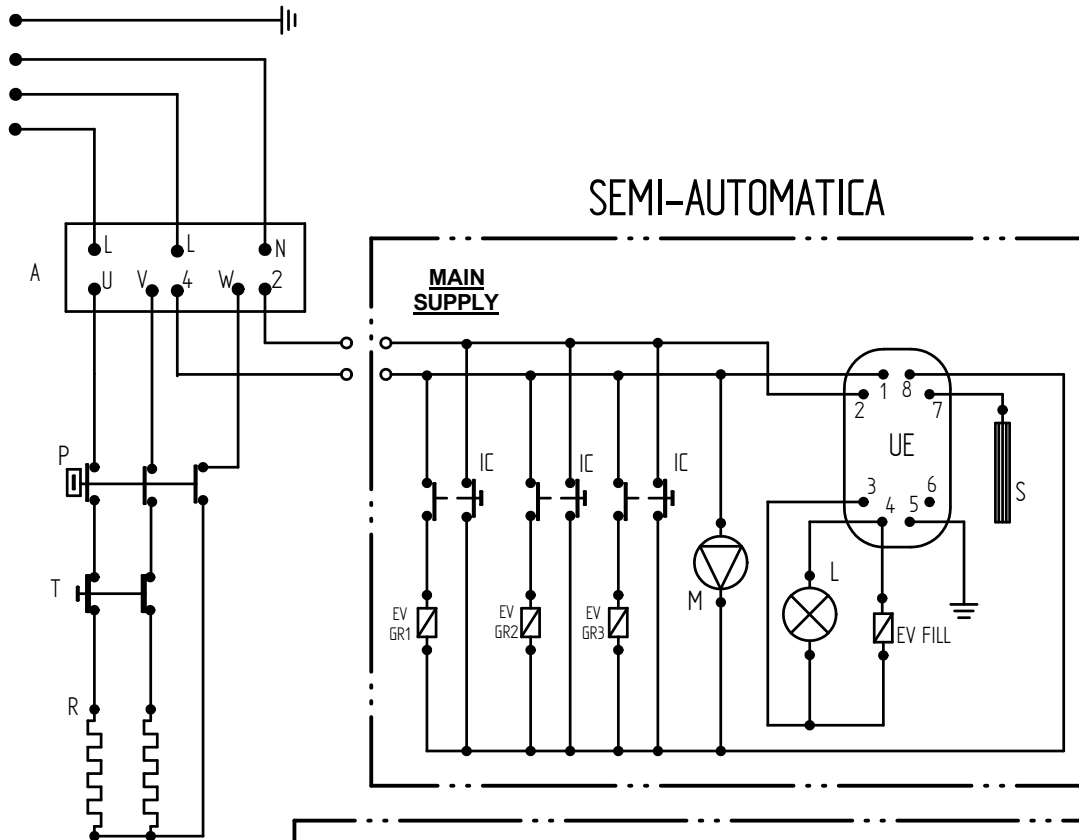 SEMI-AUTOMATICA
L L N
A U V 4 W 2
MAIN
SUPPLY
1 8
2 7
UE
P IC IC IC
3 6
S
4 5
T L
M
EV EV EV
GR1 GR2 GR3
EV FILL
R